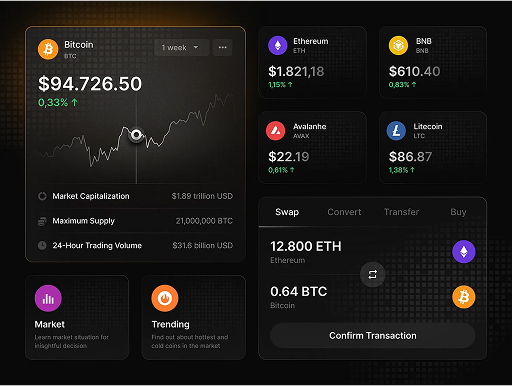 Bitcoin
BTC
1 week
$94.726.50
0,33% ↑
Market Capitalization
$1.89 trillion USD
Maximum Supply
21,000,000 BTC
24-Hour Trading Volume
$31.6 billion USD
Market
Learn market situation for
inisghtful decision
Trending
Find out about hottest and
cold coins in the market
Ethereum
ETH
$1.821,18
1,15% ↑
BNB
BNB
$610.40
0,83% ↑
Avalanhe
AVAX
$22.19
0,61% ↑
Litecoin
LTC
$86.87
1,38% ↑
Swap
Convert
Transfer
Buy
12.800 ETH
Ethereum
0.64 BTC
Bitcoin
Confirm Transaction